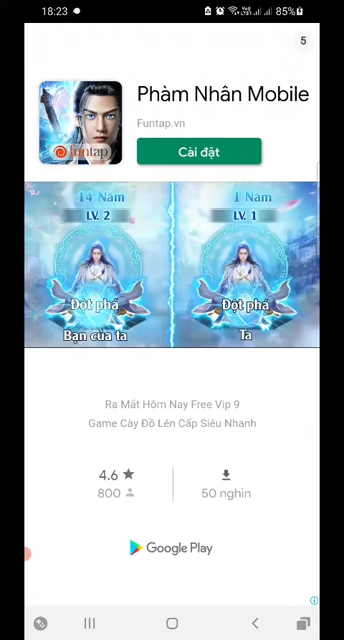 18:23
85%
5
Phàm Nhân Mobile
Funtap.vn
funtap
Cài đặt
14 Năm
1 Năm
LV. 2
LV. 1
Đột phá
Đột phá
Bạn của ta
Ta
Ra Mắt Hôm Nay Free Vip 9
Game Cày Đồ Lên Cấp Siêu Nhanh
4.6
800
50 nghìn
Google Play